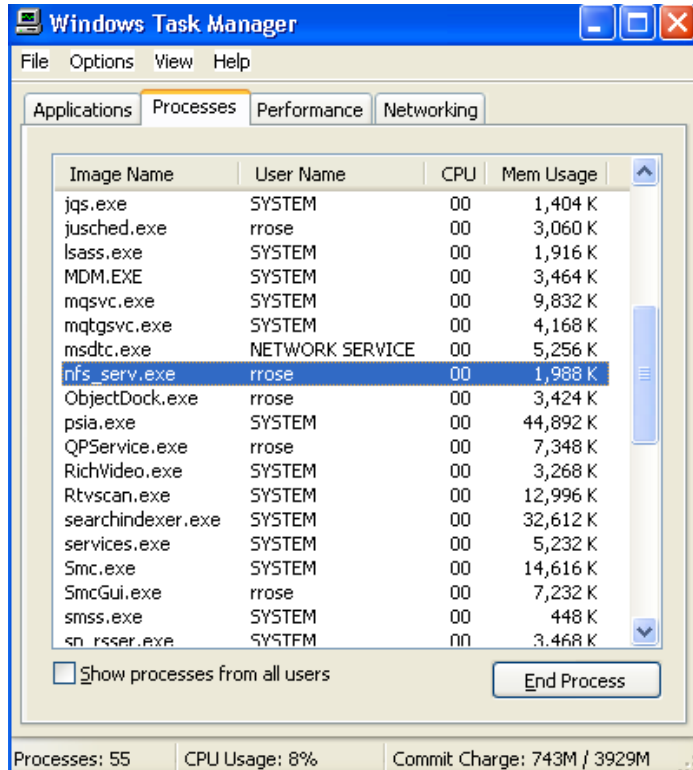 Windows Task Manager
File Options View Help
Applications Processes Performance Networking
Image Name User Name CPU Mem Usage
jqs.exe SYSTEM 00 1,404 K
jusched.exe rrose 00 3,060 K
lsass.exe SYSTEM 00 1,916 K
MDM.EXE SYSTEM 00 3,464 K
mqsvc.exe SYSTEM 00 9,832 K
mqtgsvc.exe SYSTEM 00 4,168 K
msdtc.exe NETWORK SERVICE 00 5,256 K
nfs_serv.exe rrose 00 1,988 K
ObjectDock.exe rrose 00 3,424 K
psia.exe SYSTEM 00 44,892 K
QPService.exe rrose 00 7,348 K
RichVideo.exe SYSTEM 00 3,268 K
Rtvscan.exe SYSTEM 00 12,996 K
searchindexer.exe SYSTEM 00 32,612 K
services.exe SYSTEM 00 5,232 K
Smc.exe SYSTEM 00 14,616 K
SmcGui.exe rrose 00 7,232 K
smss.exe SYSTEM 00 448 K
sn_rsser.exe SYSTEM 00 3,468 K
Show processes from all users
End Process
Processes: 55 CPU Usage: 8% Commit Charge: 743M / 3929M